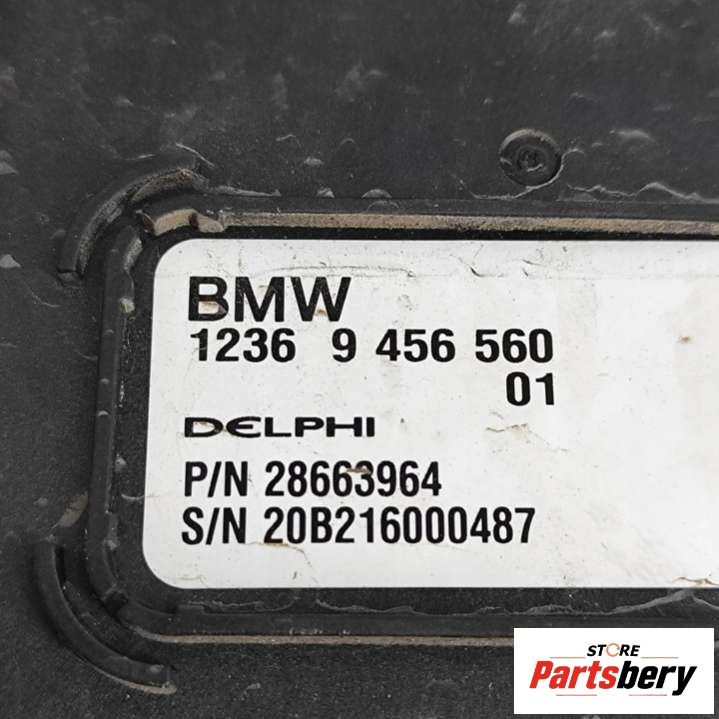 BMW
1236 9 456 560
01
DELPHI
P/N 28663964
S/N 20B216000487
STORE
Partsbery